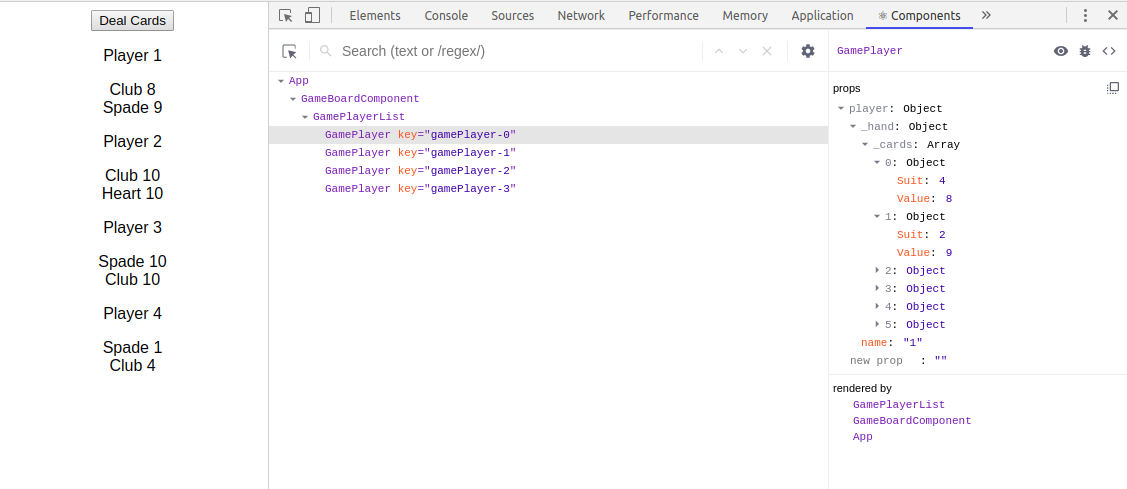 Deal Cards
Player 1
Club 8
Spade 9
Player 2
Club 10
Heart 10
Player 3
Spade 10
Club 10
Player 4
Spade 1
Club 4
Elements Console Sources Network Performance Memory Application Components »
Search (text or /regex/)
App
GameBoardComponent
GamePlayerList
GamePlayer key="gamePlayer-0"
GamePlayer key="gamePlayer-1"
GamePlayer key="gamePlayer-2"
GamePlayer key="gamePlayer-3"
GamePlayer
props
player: Object
_hand: Object
_cards: Array
0: Object
Suit: 4
Value: 8
1: Object
Suit: 2
Value: 9
2: Object
3: Object
4: Object
5: Object
name: "1"
new prop : ""
rendered by
GamePlayerList
GameBoardComponent
App